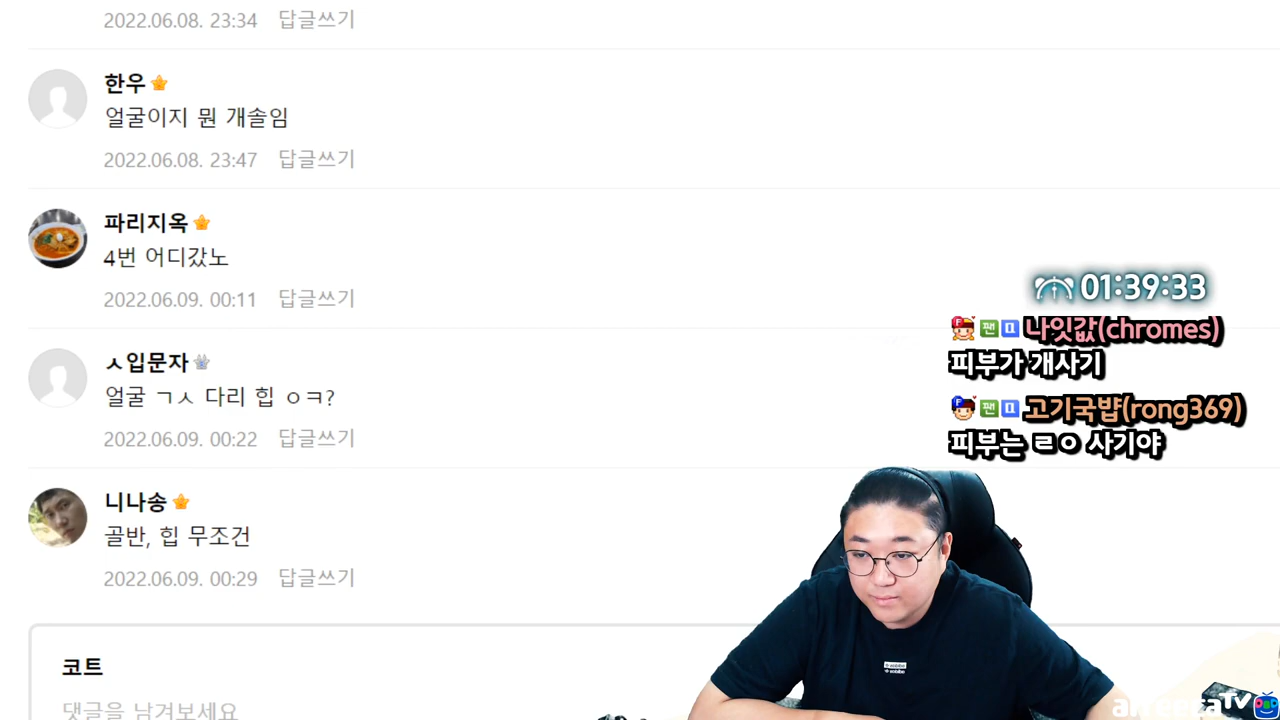 2022.06.08. 23:34 답글쓰기
한우
얼굴이지 뭔 개솔임
2022.06.08. 23:47 답글쓰기
파리지옥
4번 어디갔노
2022.06.09. 00:11 답글쓰기
ㅅ입문자
얼굴 ㄱㅅ 다리 힙 ㅇㅋ?
2022.06.09. 00:22 답글쓰기
니나송
골반, 힙 무조건
2022.06.09. 00:29 답글쓰기
코트
댓글을 남겨보세요
01:39:33
팬 나잇값(chromes)
피부가 개사기
팬 고기국뱝(rong369)
피부는 ㄹㅇ 사기야
afreecaTV